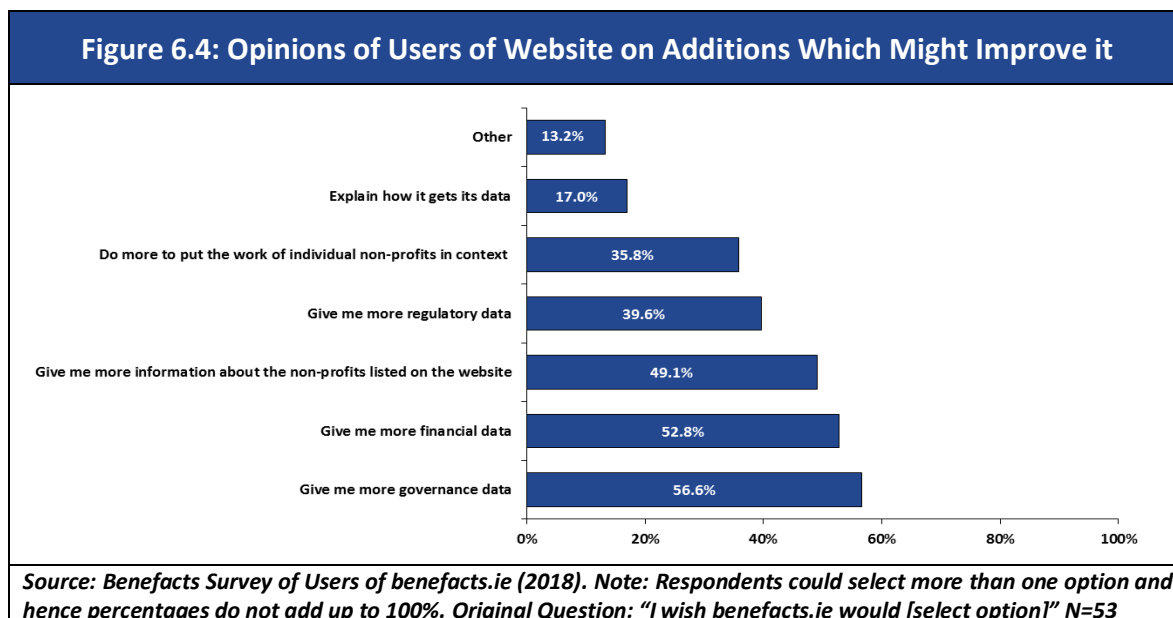 Figure 6.4: Opinions of Users of Website on Additions Which Might Improve it
Other
13.2%
Explain how it gets its data
17.0%
Do more to put the work of individual non-profits in context
35.8%
Give me more regulatory data
39.6%
Give me more information about the non-profits listed on the website
49.1%
Give me more financial data
52.8%
Give me more governance data
56.6%
0% 20% 40% 60% 80% 100%
Source: Benefacts Survey of Users of benefacts.ie (2018). Note: Respondents could select more than one option and
hence percentages do not add up to 100%. Original Question: “I wish benefacts.ie would [select option]” N=53